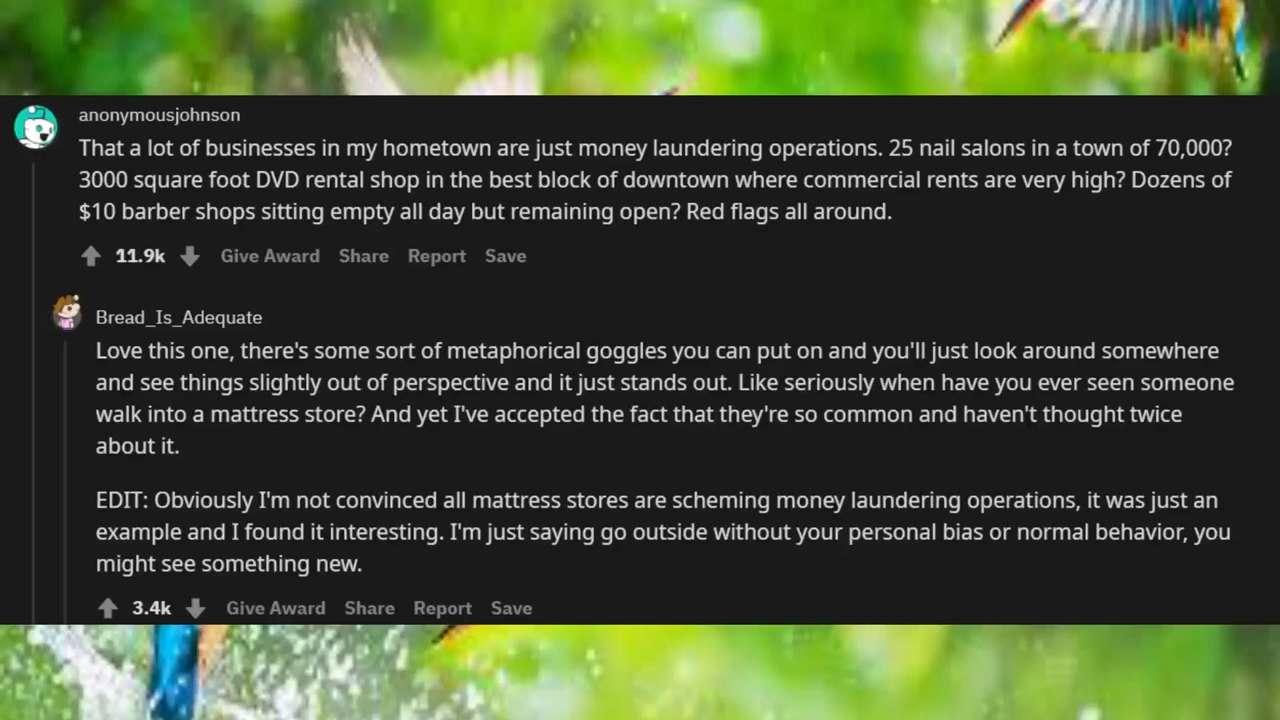 anonymousjohnson
That a lot of businesses in my hometown are just money laundering operations. 25 nail salons in a town of 70,000?
3000 square foot DVD rental shop in the best block of downtown where commercial rents are very high? Dozens of
$10 barber shops sitting empty all day but remaining open? Red flags all around.
11.9k Give Award Share Report Save
Bread_Is_Adequate
Love this one, there's some sort of metaphorical goggles you can put on and you'll just look around somewhere
and see things slightly out of perspective and it just stands out. Like seriously when have you ever seen someone
walk into a mattress store? And yet I've accepted the fact that they're so common and haven't thought twice
about it.
EDIT: Obviously I'm not convinced all mattress stores are scheming money laundering operations, it was just an
example and I found it interesting. I'm just saying go outside without your personal bias or normal behavior, you
might see something new.
3.4k Give Award Share Report Save